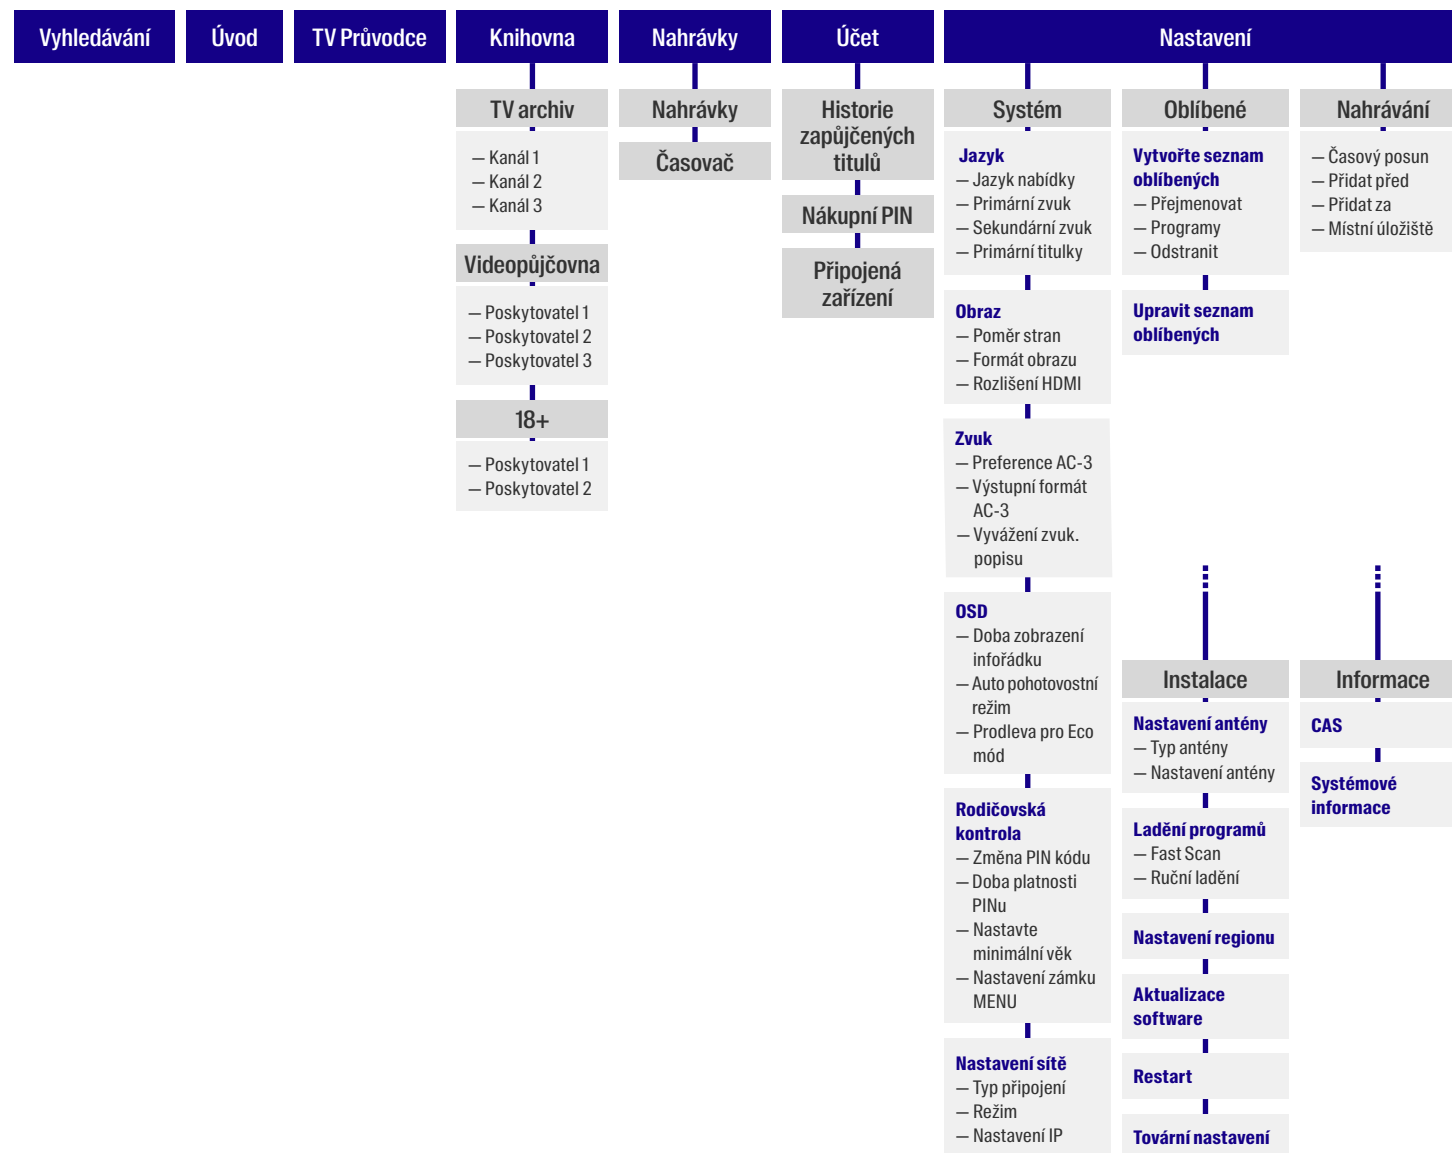 Vyhledávání
Úvod
TV Průvodce
Knihovna
Nahrávky
Účet
Nastavení
TV archiv
— Kanál 1
— Kanál 2
— Kanál 3
Videopůjčovna
— Poskytovatel 1
— Poskytovatel 2
— Poskytovatel 3
18+
— Poskytovatel 1
— Poskytovatel 2
Nahrávky
Časovač
Historie
zapůjčených
titulů
Nákupní PIN
Připojená
zařízení
Systém
Jazyk
— Jazyk nabídky
— Primární zvuk
— Sekundární zvuk
— Primární titulky
Obraz
— Poměr stran
— Formát obrazu
— Rozlišení HDMI
Zvuk
— Preference AC-3
— Výstupní formát
AC-3
— Vyvážení zvuk.
popisu
OSD
— Doba zobrazení
infořádku
— Auto pohotovostní
režim
— Prodleva pro Eco
mód
Rodičovská
kontrola
— Změna PIN kódu
— Doba platnosti
PINu
— Nastavte
minimální věk
— Nastavení zámku
MENU
Nastavení sítě
— Typ připojení
— Režim
— Nastavení IP
Oblíbené
Vytvořte seznam
oblíbených
— Přejmenovat
— Programy
— Odstranit
Upravit seznam
oblíbených
Nahrávání
— Časový posun
— Přidat před
— Přidat za
— Místní úložiště
Instalace
Nastavení antény
— Typ antény
— Nastavení antény
Ladění programů
— Fast Scan
— Ruční ladění
Nastavení regionu
Aktualizace
software
Restart
Tovární nastavení
Informace
CAS
Systémové
informace